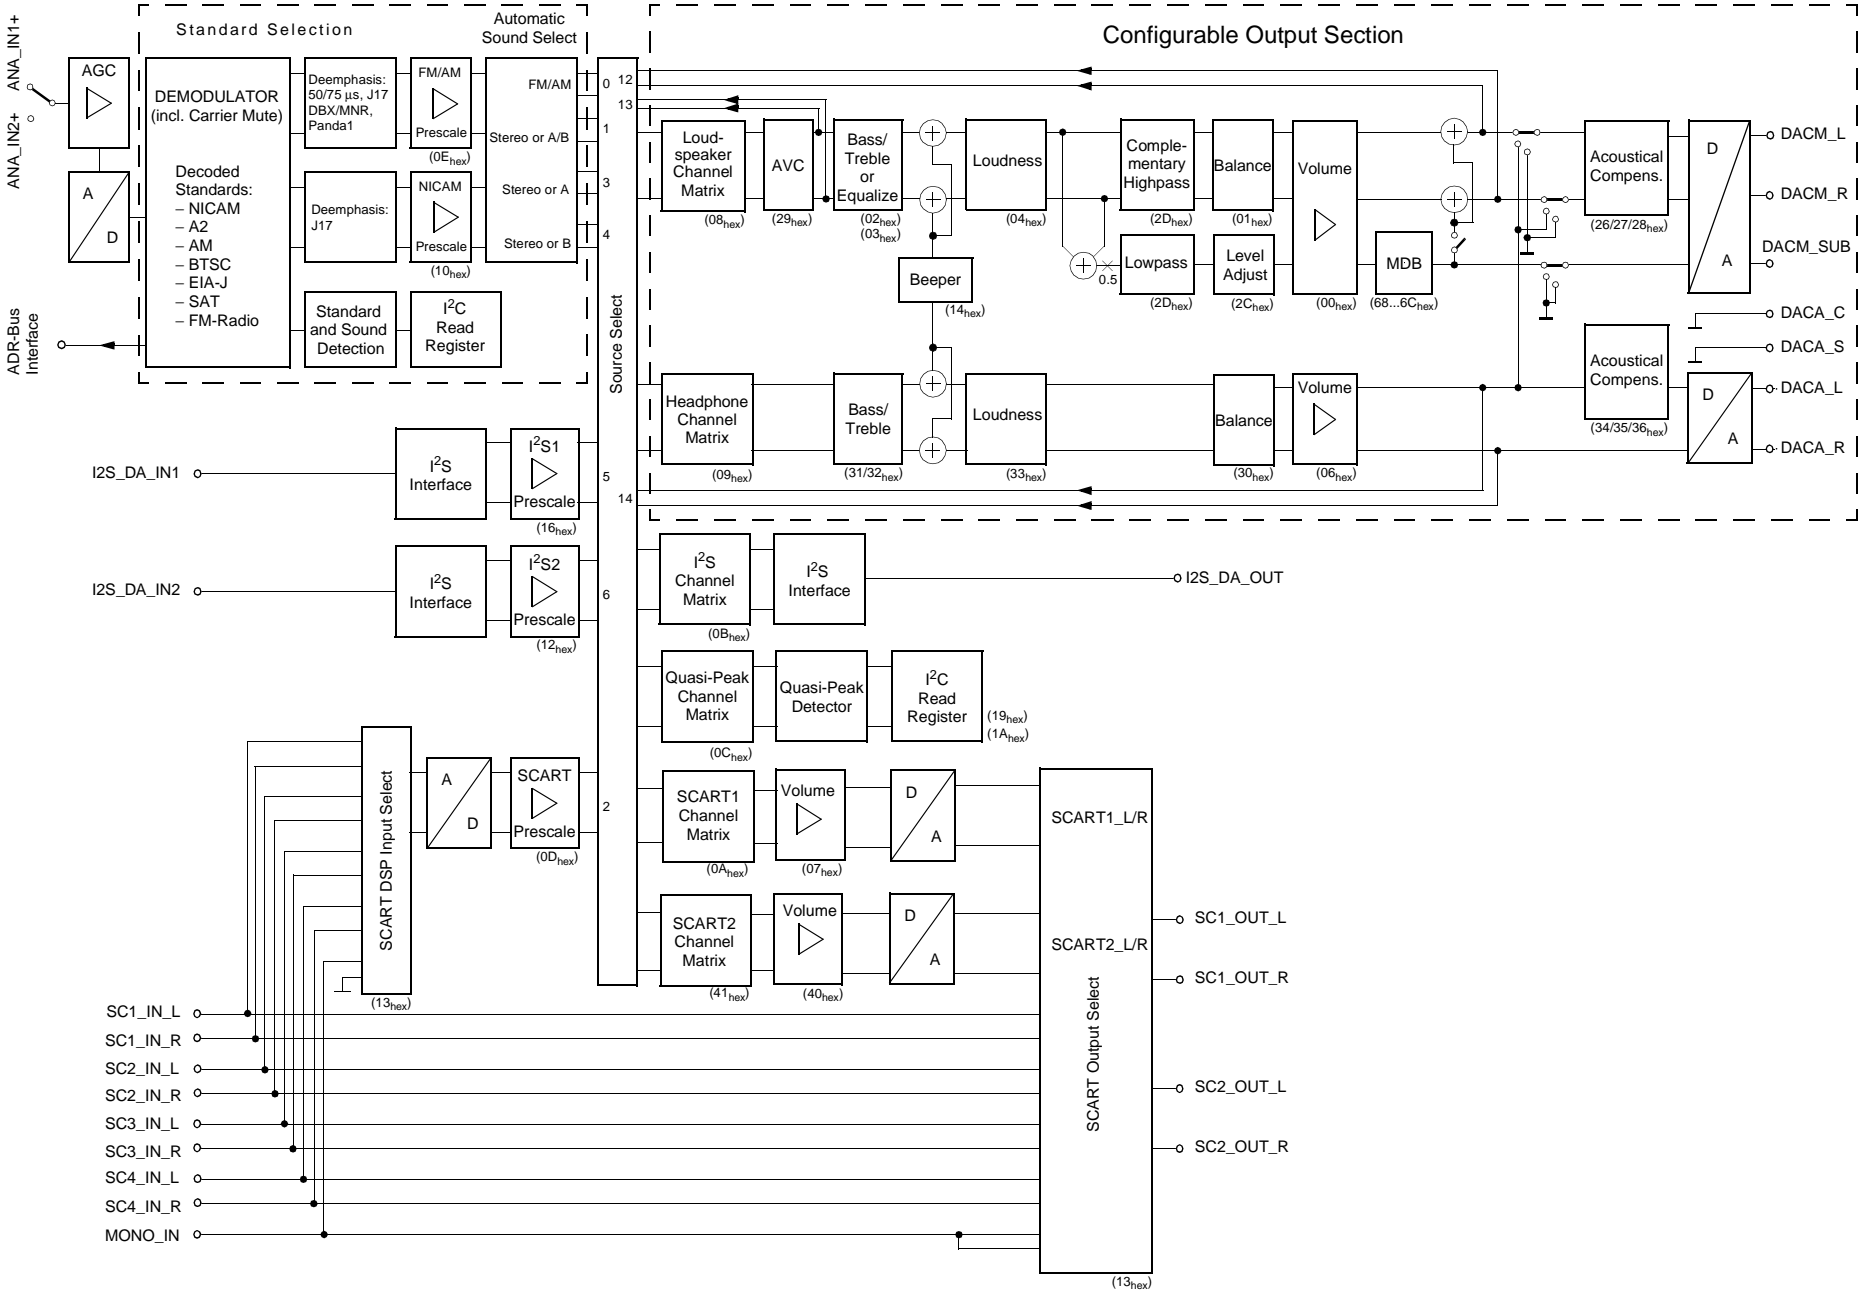 Standard Selection
Automatic
Sound Select
Configurable Output Section
ANA_IN1+
ANA_IN2+
AGC
A
D
ADR-Bus
Interface
DEMODULATOR
(incl. Carrier Mute)
Decoded
Standards:
– NICAM
– A2
– AM
– BTSC
– EIA-J
– SAT
– FM-Radio
Deemphasis:
50/75 µs, J17
DBX/MNR,
Panda1
FM/AM
Prescale
(0Ehex)
Deemphasis:
J17
NICAM
Prescale
(10hex)
Standard
and Sound
Detection
I2C
Read
Register
FM/AM
Stereo or A/B
Stereo or A
Stereo or B
Source Select
0
12
13
1
3
4
5
14
6
2
Loud-
speaker
Channel
Matrix
(08hex)
AVC
(29hex)
Bass/
Treble
or
Equalize
(02hex)
(03hex)
Beeper
(14hex)
Loudness
(04hex)
0.5
Comple-
mentary
Highpass
(2Dhex)
Lowpass
(2Dhex)
Balance
(01hex)
Level
Adjust
(2Chex)
Volume
(00hex)
MDB
(68...6Chex)
Acoustical
Compens.
(26/27/28hex)
D
A
DACM_L
DACM_R
DACM_SUB
DACA_C
DACA_S
DACA_L
DACA_R
Headphone
Channel
Matrix
(09hex)
Bass/
Treble
(31/32hex)
Loudness
(33hex)
Balance
(30hex)
Volume
(06hex)
Acoustical
Compens.
(34/35/36hex)
D
A
I2S_DA_IN1
I2S
Interface
I2S1
Prescale
(16hex)
I2S_DA_IN2
I2S
Interface
I2S2
Prescale
(12hex)
I2S
Channel
Matrix
(0Bhex)
I2S
Interface
I2S_DA_OUT
Quasi-Peak
Channel
Matrix
(0Chex)
Quasi-Peak
Detector
I2C
Read
Register
(19hex)
(1Ahex)
SCART DSP Input Select
(13hex)
A
D
SCART
Prescale
(0Dhex)
SCART1
Channel
Matrix
(0Ahex)
Volume
(07hex)
D
A
SCART2
Channel
Matrix
(41hex)
Volume
(40hex)
D
A
SCART1_L/R
SCART2_L/R
SCART Output Select
(13hex)
SC1_OUT_L
SC1_OUT_R
SC2_OUT_L
SC2_OUT_R
SC1_IN_L
SC1_IN_R
SC2_IN_L
SC2_IN_R
SC3_IN_L
SC3_IN_R
SC4_IN_L
SC4_IN_R
MONO_IN